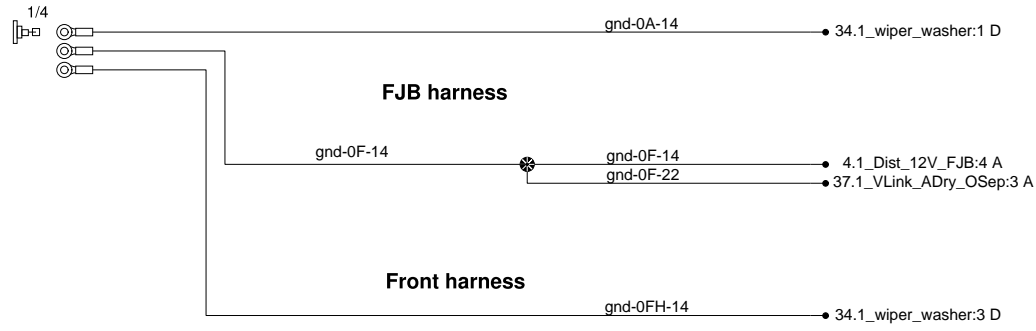 1/4
gnd-0A-14
34.1_wiper_washer:1 D
FJB harness
gnd-0F-14
gnd-0F-14
4.1_Dist_12V_FJB:4 A
gnd-0F-22
37.1_VLink_ADry_OSep:3 A
Front harness
gnd-0FH-14
34.1_wiper_washer:3 D